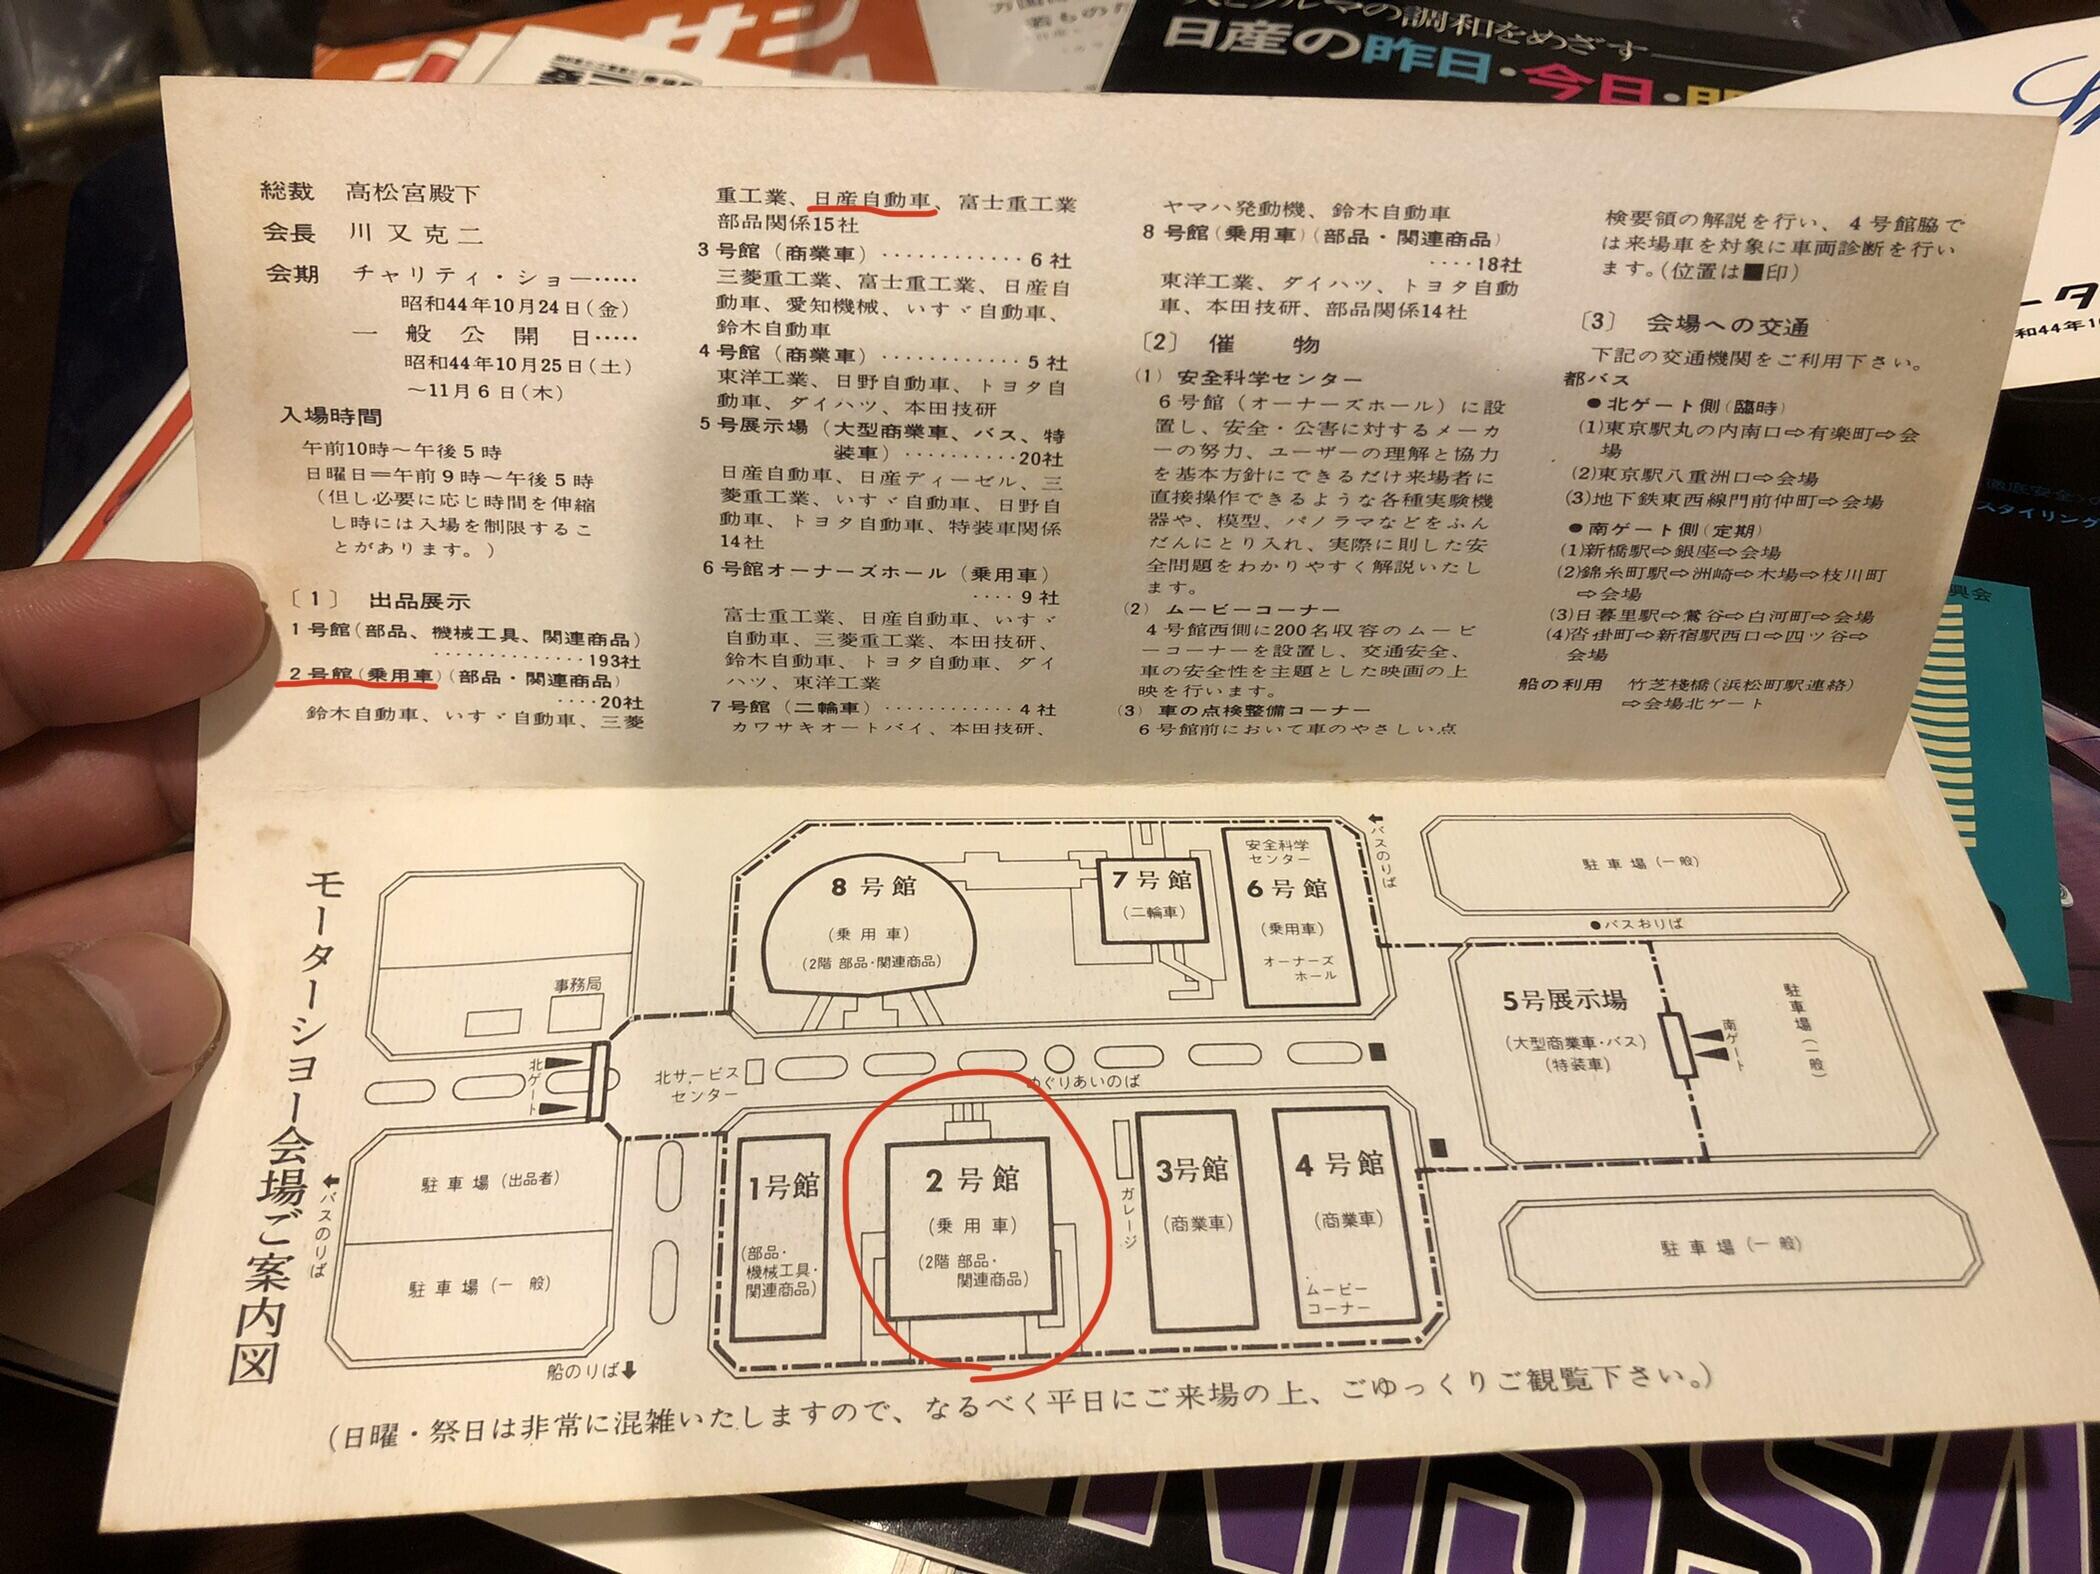 人とクルマの調和をめざす
日産の昨日・今日・明
総裁 高松宮殿下
会長 川又克二
会期 チャリティ・ショー‥‥‥
昭和44年10月24日(金)
一般公開日‥‥‥
昭和44年10月25日(土)
〜11月6日(木)
入場時間
午前10時〜午後5時
日曜日=午前9時〜午後5時
(但し必要に応じ時間を伸縮
し時には入場を制限するこ
とがあります。)
〔1〕 出品展示
1号館(部品、機械工具、関連商品)
‥‥‥‥‥‥‥193社
2号館(乗用車)(部品・関連商品)
‥‥20社
鈴木自動車、いすゞ自動車、三菱
重工業、日産自動車、富士重工業
部品関係15社
3号館(商業車)‥‥‥‥‥‥6社
三菱重工業、富士重工業、日産自
動車、愛知機械、いすゞ自動車、
鈴木自動車
4号館(商業車)‥‥‥‥‥‥5社
東洋工業、日野自動車、トヨタ自
動車、ダイハツ、本田技研
5号展示場(大型商業車、バス、特
装車)‥‥‥‥‥20社
日産自動車、日産ディーゼル、三
菱重工業、いすゞ自動車、日野自
動車、トヨタ自動車、特装車関係
14社
6号館オーナーズホール(乗用車)
‥‥9社
富士重工業、日産自動車、いすゞ
自動車、三菱重工業、本田技研、
鈴木自動車、トヨタ自動車、ダイ
ハツ、東洋工業
7号館(二輪車)‥‥‥‥‥‥4社
カワサキオートバイ、本田技研、
ヤマハ発動機、鈴木自動車
8号館(乗用車)(部品・関連商品)
‥‥18社
東洋工業、ダイハツ、トヨタ自動
車、本田技研、部品関係14社
〔2〕 催物
(1) 安全科学センター
6号館(オーナーズホール)に設
置し、安全・公害に対するメーカ
ーの努力、ユーザーの理解と協力
を基本方針にできるだけ来場者に
直接操作できるような各種実験機
器や、模型、パノラマなどをふん
だんにとり入れ、実際に則した安
全問題をわかりやすく解説いたし
ます。
(2) ムービーコーナー
4号館西側に200名収容のムービ
ーコーナーを設置し、交通安全、
車の安全性を主題とした映画の上
映を行います。
(3) 車の点検整備コーナー
6号館前において車のやさしい点
検要領の解説を行い、4号館脇で
は来場車を対象に車両診断を行い
ます。(位置は■印)
〔3〕 会場への交通
下記の交通機関をご利用下さい。
都バス
●北ゲート側(臨時)
(1)東京駅丸の内南口⇨有楽町⇨会
場
(2)東京駅八重洲口⇨会場
(3)地下鉄東西線門前仲町⇨会場
●南ゲート側(定期)
(1)新橋駅⇨銀座⇨会場
(2)錦糸町駅⇨洲崎⇨木場⇨枝川町
⇨会場
(3)日暮里駅⇨鶯谷⇨白河町⇨会場
(4)沓掛町⇨新宿駅西口⇨四ツ谷⇨
会場
船の利用 竹芝棧橋(浜松町駅連絡)
⇨会場北ゲート
モーターショー会場ご案内図
8号館
(乗用車)
(2階 部品・関連商品)
7号館
(二輪車)
安全科学
センター
6号館
(乗用車)
オーナーズ
ホール
バスのりば
駐車場(一般)
●バスおりば
5号展示場
(大型商業車・バス)
(特装車)
南ゲート
駐車場(一般)
事務局
北ゲート
北サービス
センター
めぐりあいのば
駐車場(出品者)
駐車場(一般)
バスのりば
船のりば
1号館
(部品・
機械工具・
関連商品)
2号館
(乗用車)
(2階 部品・
関連商品)
ガレージ
3号館
(商業車)
4号館
(商業車)
ムービー
コーナー
駐車場(一般)
(日曜・祭日は非常に混雑いたしますので、なるべく平日にご来場の上、ごゆっくりご観覧下さい。)